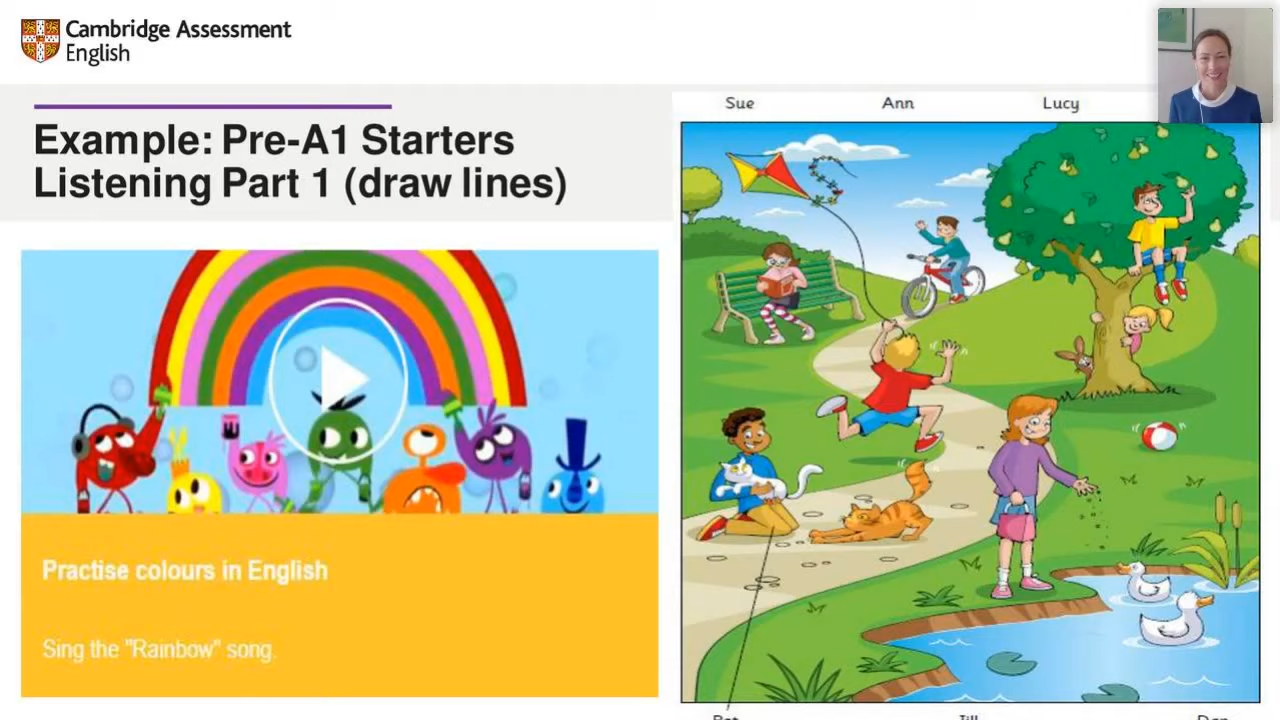 Cambridge Assessment
English
Example: Pre-A1 Starters
Listening Part 1 (draw lines)
Sue Ann Lucy
Practise colours in English
Sing the "Rainbow" song.